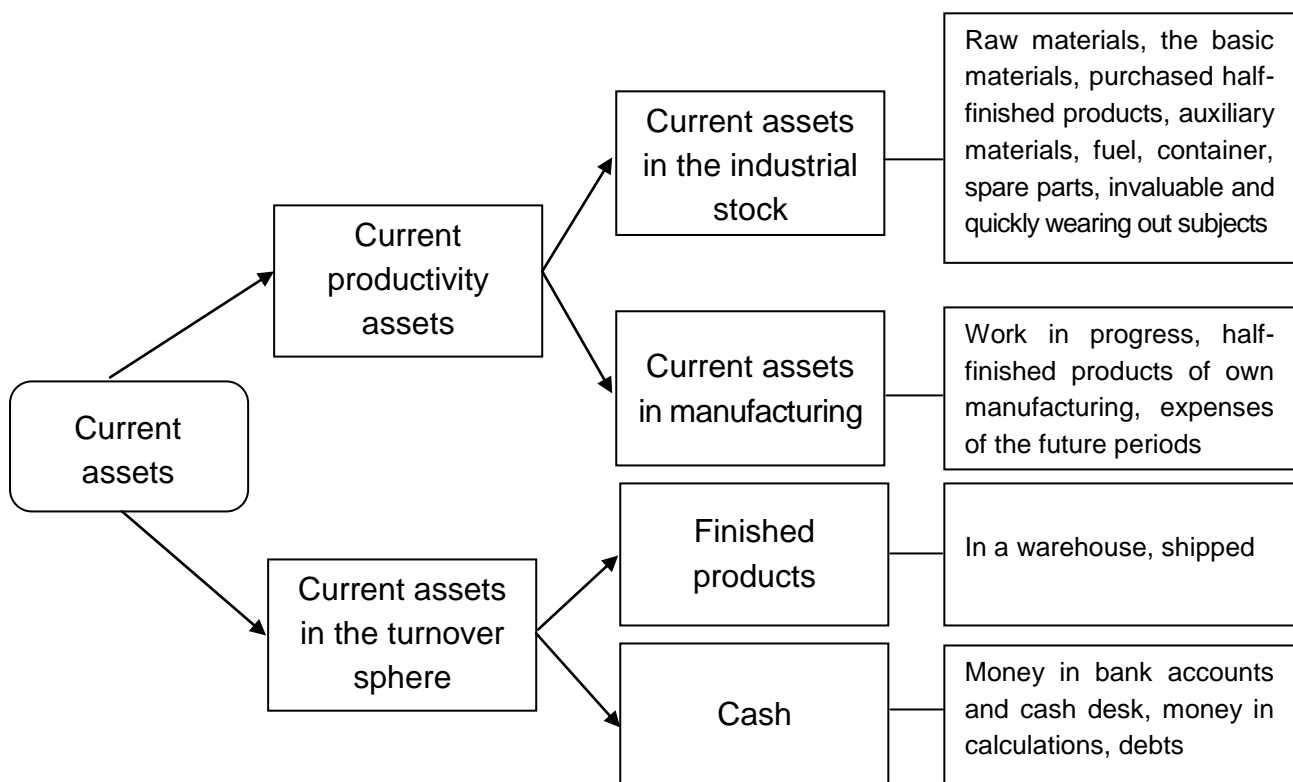 Current
assets
Current
productivity
assets
Current assets
in the turnover
sphere
Current assets
in the industrial
stock
Current assets
in manufacturing
Finished
products
Cash
Raw materials, the basic
materials, purchased half-
finished products, auxiliary
materials, fuel, container,
spare parts, invaluable and
quickly wearing out subjects
Work in progress, half-
finished products of own
manufacturing, expenses
of the future periods
In a warehouse, shipped
Money in bank accounts
and cash desk, money in
calculations, debts